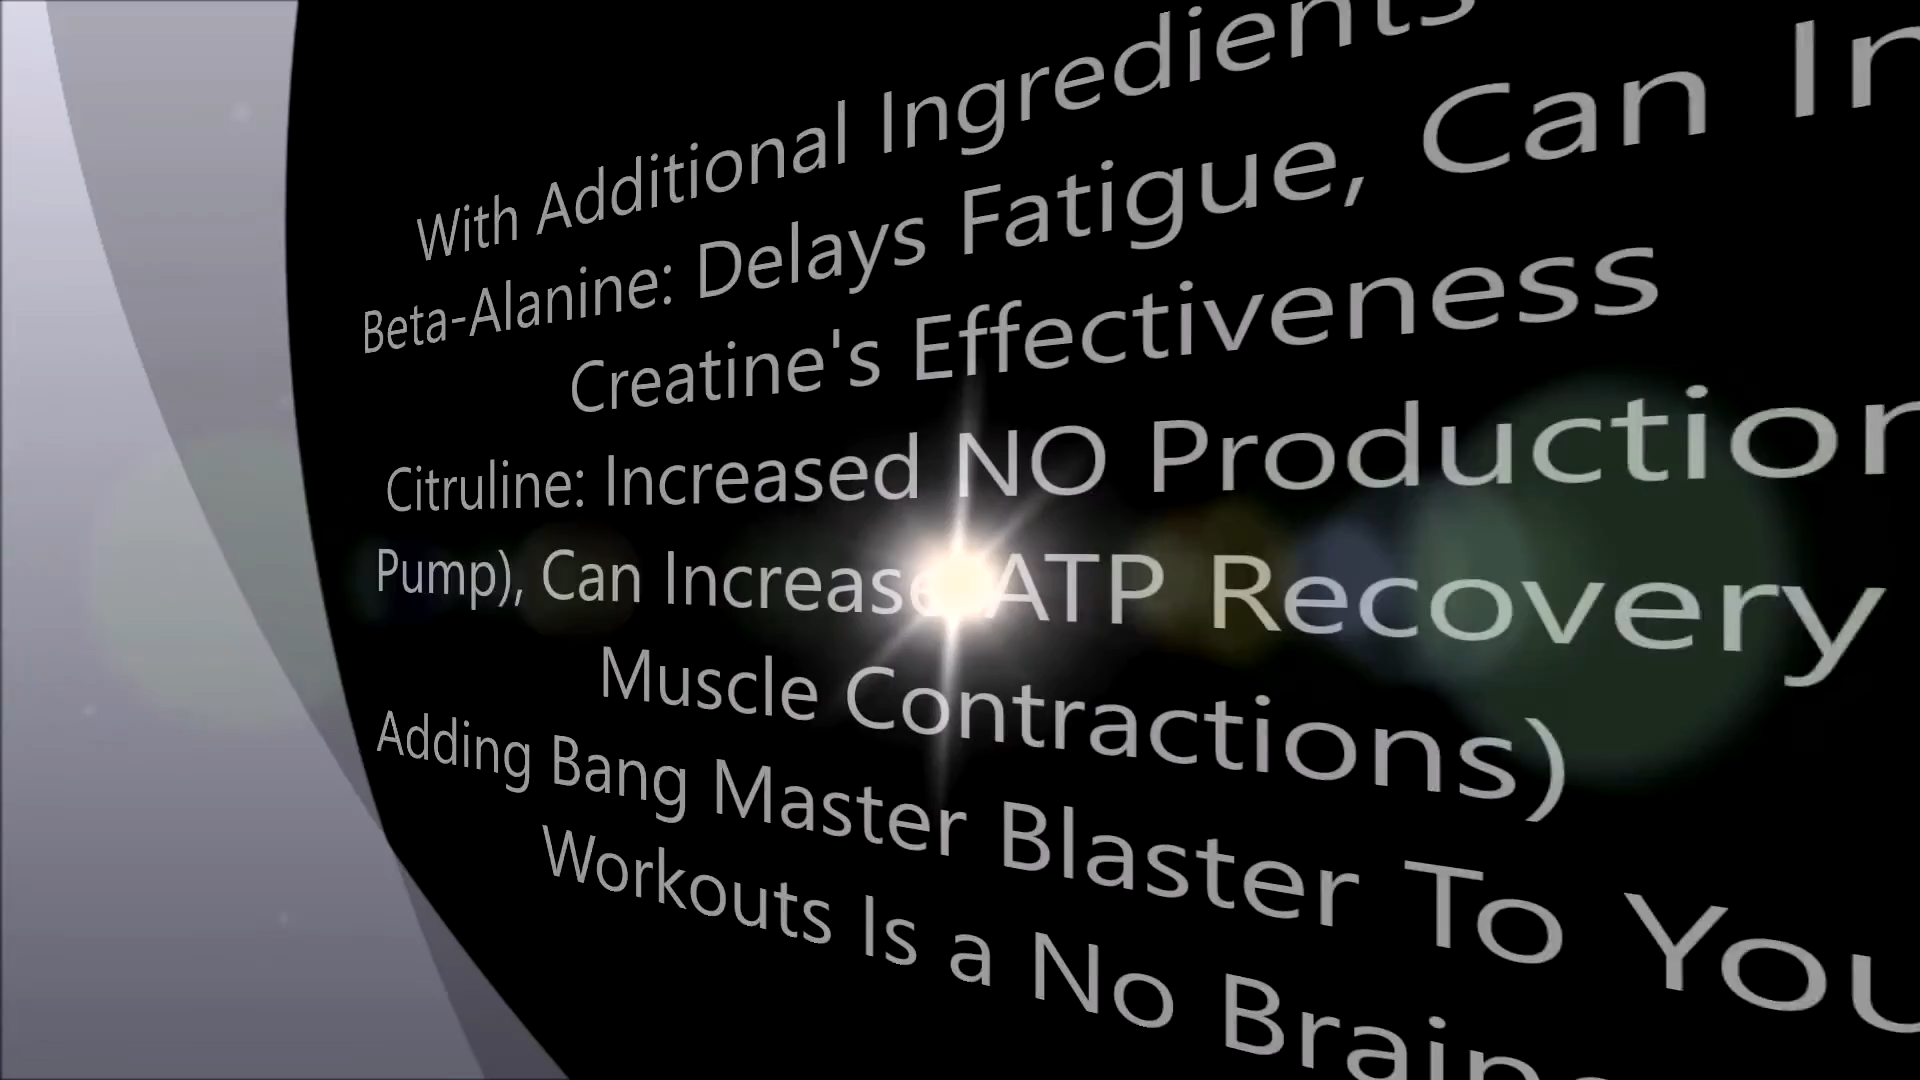 With Additional Ingredients
Beta-Alanine: Delays Fatigue, Can In
Creatine's Effectiveness
Citruline: Increased NO Production
Pump), Can Increase ATP Recovery
Muscle Contractions)
Adding Bang Master Blaster To You
Workouts Is a No Brain